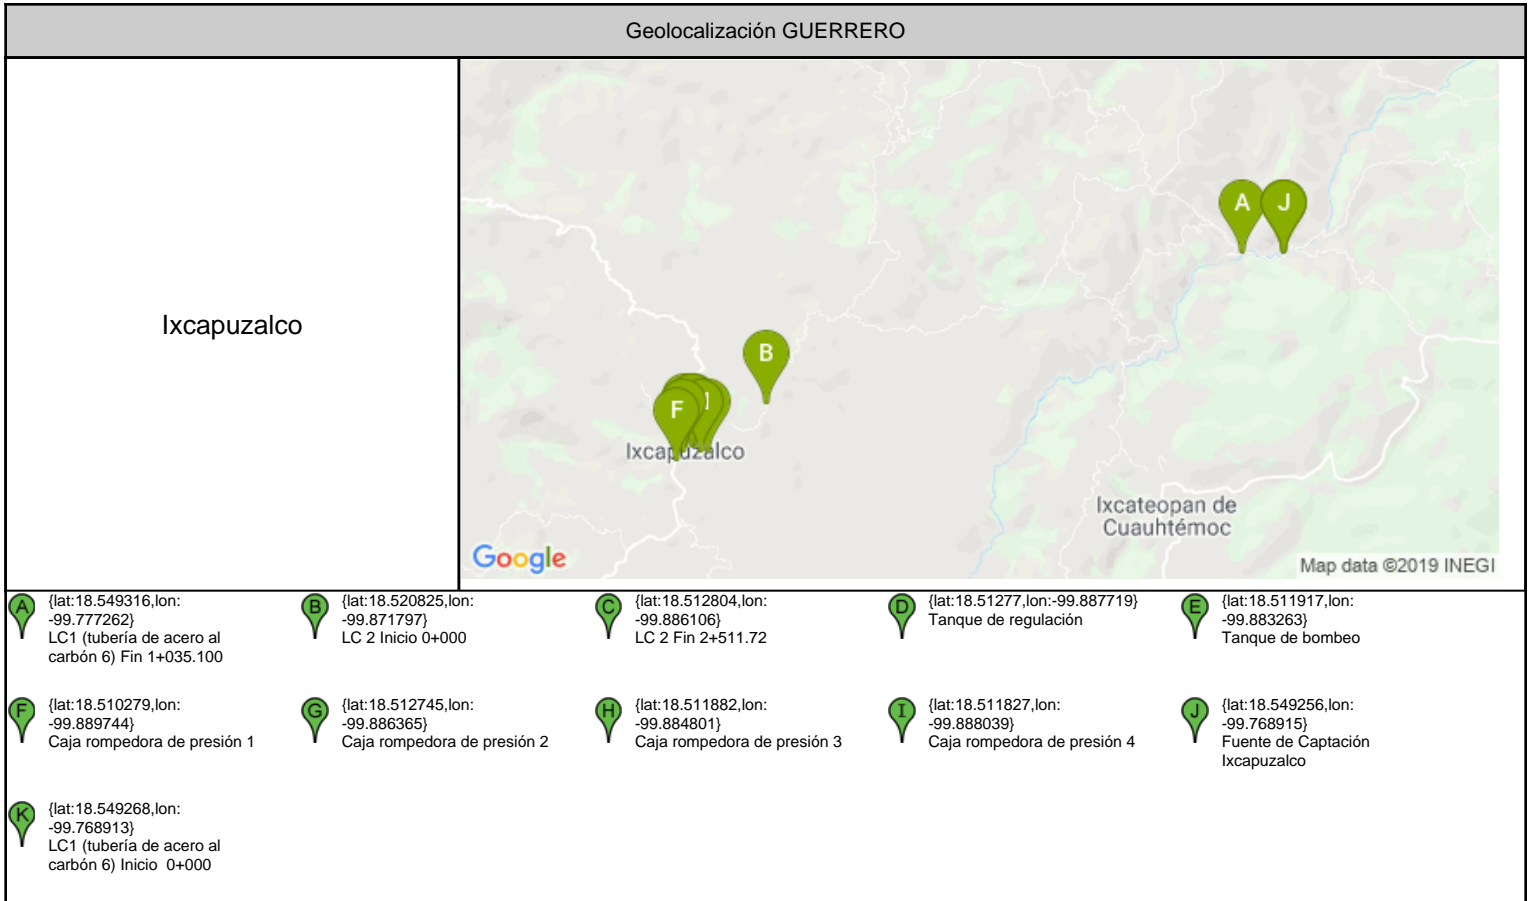 Geolocalización GUERRERO
Ixcapuzalco
A
J
B
F
Ixcapuzalco
Ixcateopan de
Cuauhtémoc
Google
Map data ©2019 INEGI
A
{lat:18.549316,lon:
-99.777262}
LC1 (tubería de acero al
carbón 6) Fin 1+035.100
B
{lat:18.520825,lon:
-99.871797}
LC 2 Inicio 0+000
C
{lat:18.512804,lon:
-99.886106}
LC 2 Fin 2+511.72
D
{lat:18.51277,lon:-99.887719}
Tanque de regulación
E
{lat:18.511917,lon:
-99.883263}
Tanque de bombeo
F
{lat:18.510279,lon:
-99.889744}
Caja rompedora de presión 1
G
{lat:18.512745,lon:
-99.886365}
Caja rompedora de presión 2
H
{lat:18.511882,lon:
-99.884801}
Caja rompedora de presión 3
I
{lat:18.511827,lon:
-99.888039}
Caja rompedora de presión 4
J
{lat:18.549256,lon:
-99.768915}
Fuente de Captación
Ixcapuzalco
K
{lat:18.549268,lon:
-99.768913}
LC1 (tubería de acero al
carbón 6) Inicio 0+000